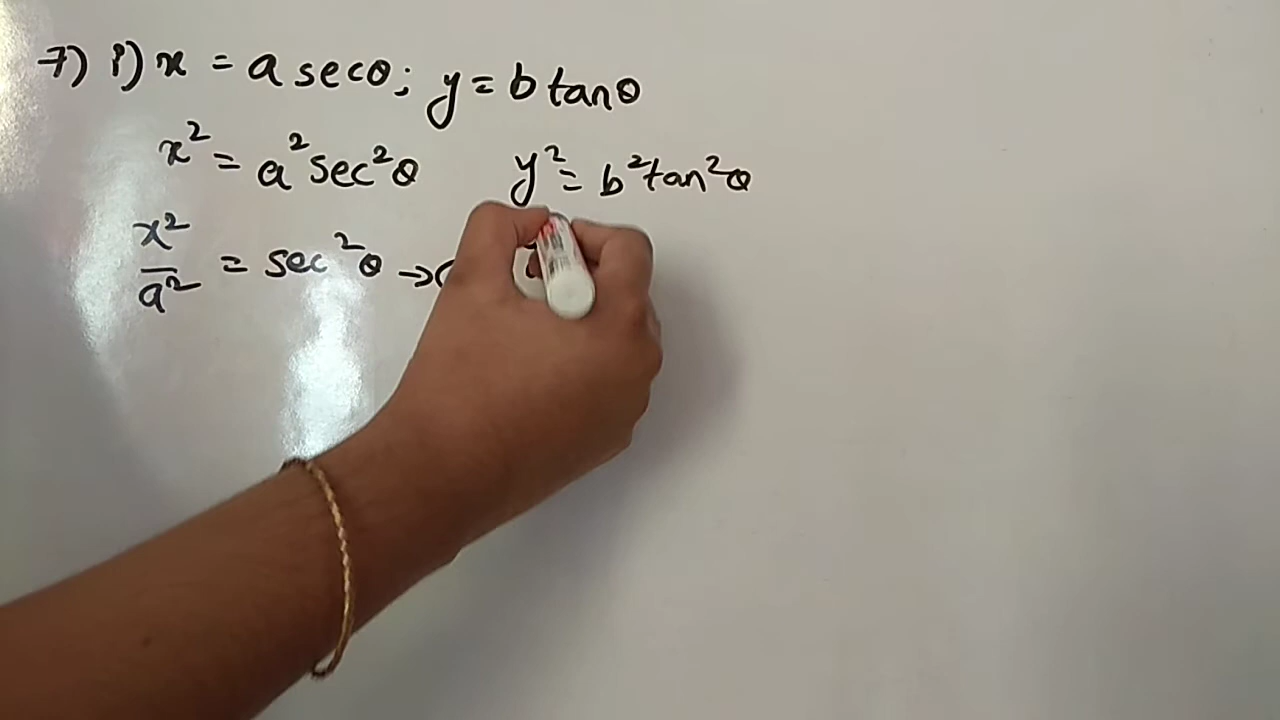 7) i) x = a secθ; y = b tanθ
x² = a² sec²θ y² = b² tan²θ
x²/a² = sec²θ → (